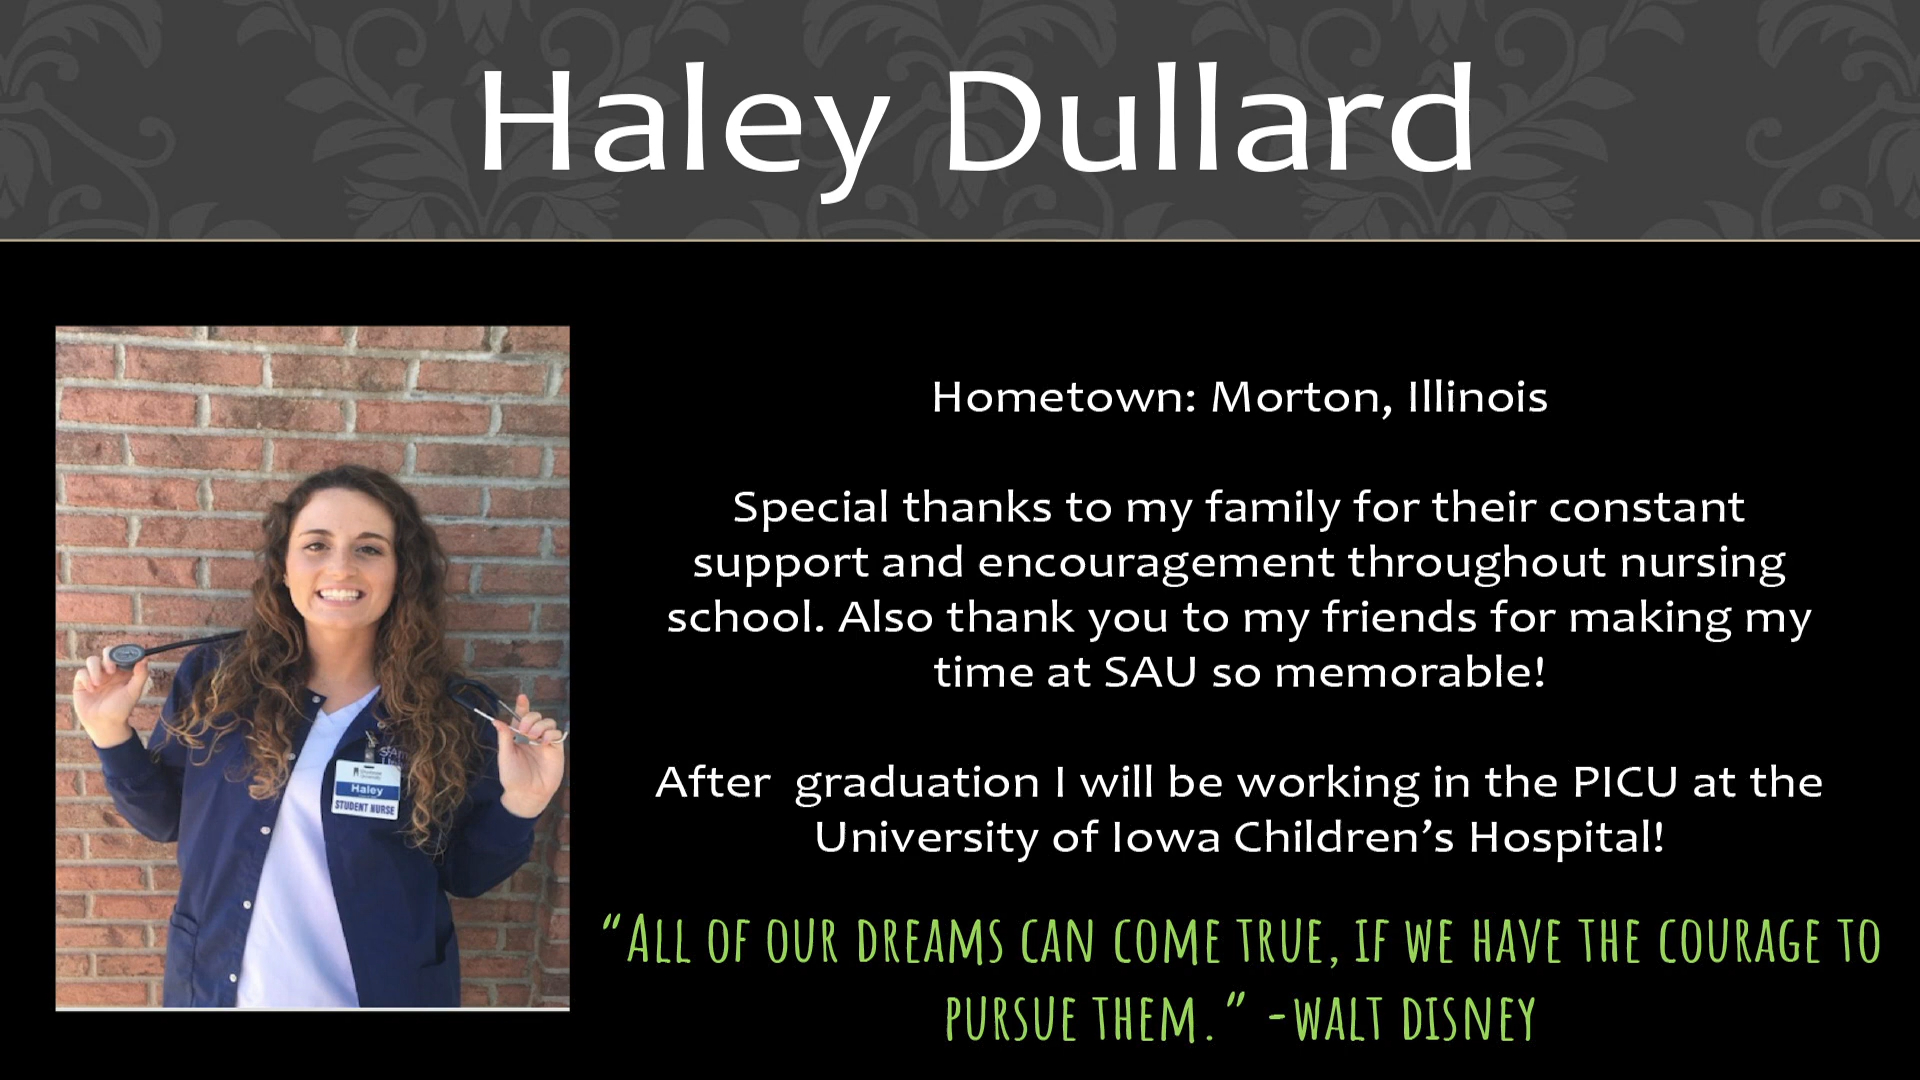 Haley Dullard
Hometown: Morton, Illinois
Special thanks to my family for their constant
support and encouragement throughout nursing
school. Also thank you to my friends for making my
time at SAU so memorable!
After  graduation I will be working in the PICU at the
University of Iowa Children’s Hospital!
“All of our dreams can come true, if we have the courage to
pursue them.” -Walt Disney
Haley
STUDENT NURSE